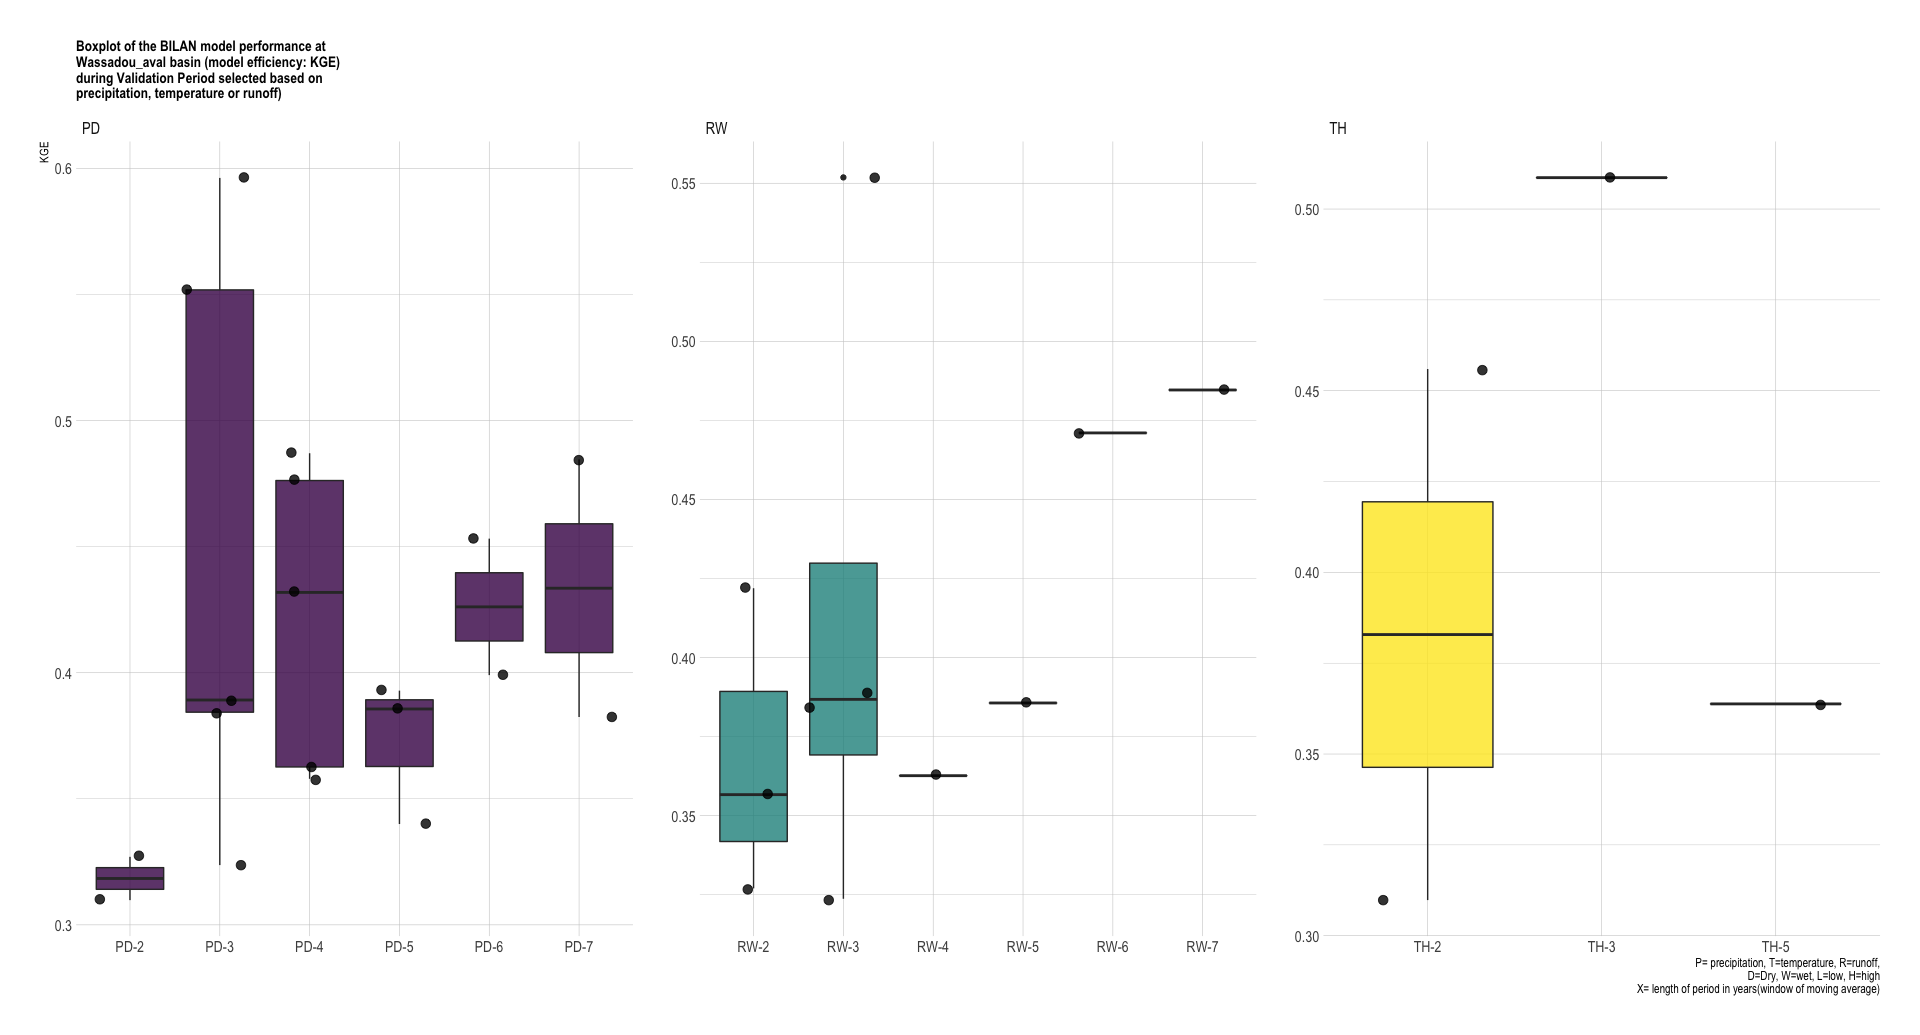 Boxplot of the BILAN model performance at
Wassadou_aval basin (model efficiency: KGE)
during Validation Period selected based on
precipitation, temperature or runoff)
PD
KGE
0.6
0.5
0.4
0.3
PD-2 PD-3 PD-4 PD-5 PD-6 PD-7
RW
0.55
0.50
0.45
0.40
0.35
RW-2 RW-3 RW-4 RW-5 RW-6 RW-7
TH
0.50
0.45
0.40
0.35
0.30
TH-2 TH-3 TH-5
P= precipitation, T=temperature, R=runoff,
D=Dry, W=wet, L=low, H=high
X= length of period in years(window of moving average)